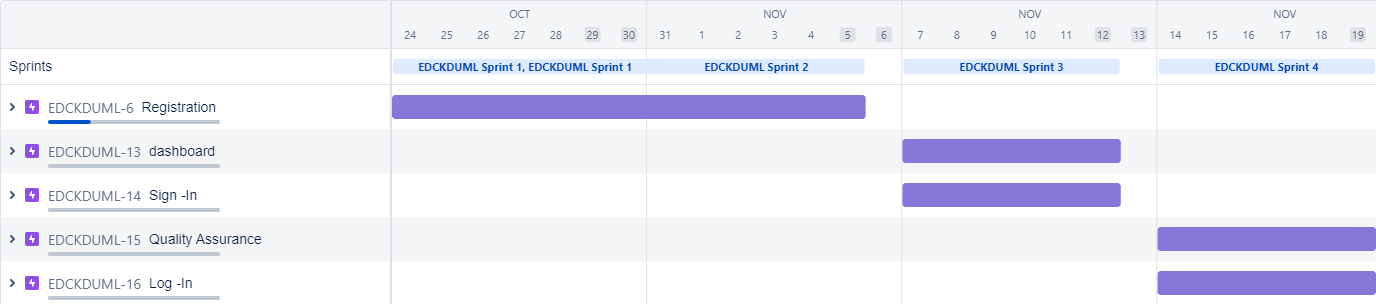 OCT NOV NOV NOV
24 25 26 27 28 29 30 31 1 2 3 4 5 6 7 8 9 10 11 12 13 14 15 16 17 18 19
Sprints EDCKDUML Sprint 1, EDCKDUML Sprint 1 EDCKDUML Sprint 2 EDCKDUML Sprint 3 EDCKDUML Sprint 4
EDCKDUML-6 Registration
EDCKDUML-13 dashboard
EDCKDUML-14 Sign -In
EDCKDUML-15 Quality Assurance
EDCKDUML-16 Log -In